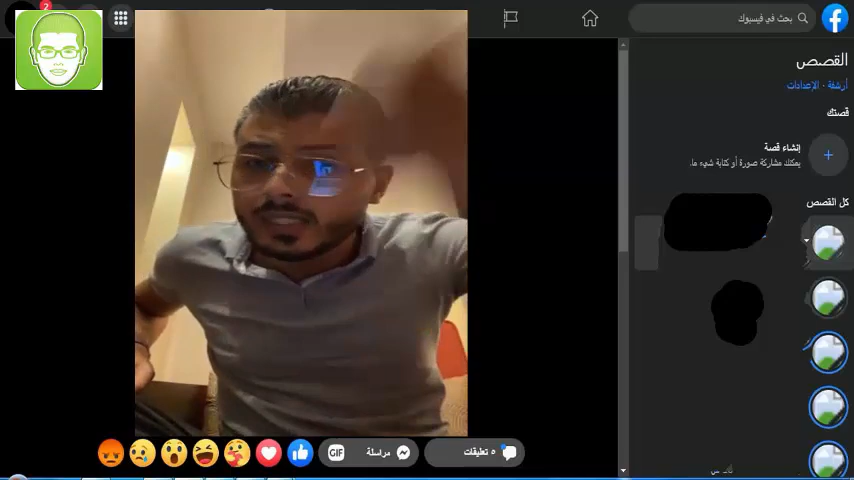 2
بحث في فيسبوك
القصص
أرشفة · الإعدادات
قصتك
إنشاء قصة
يمكنك مشاركة صورة أو كتابة شيء ما.
كل القصص
GIF
مراسلة
٥ تعليقات